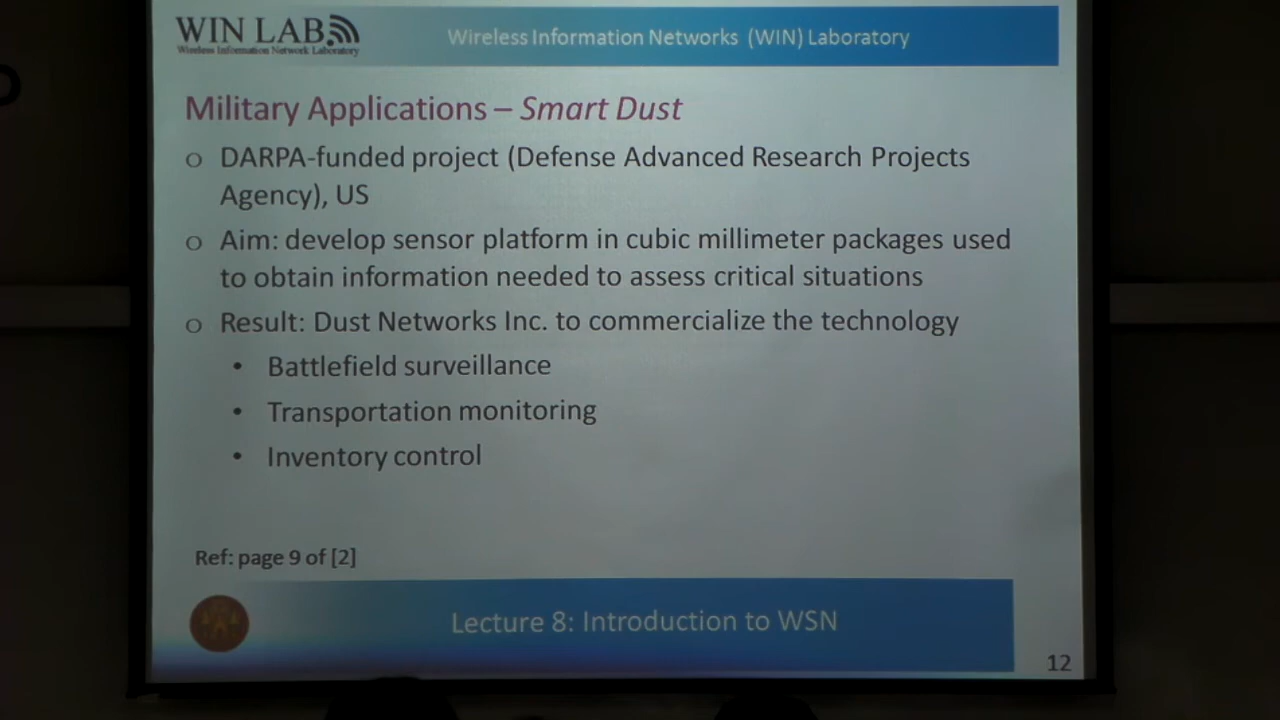 WIN LAB
Wireless Information Network Laboratory
Wireless Information Networks (WIN) Laboratory
Military Applications – Smart Dust
o DARPA-funded project (Defense Advanced Research Projects
Agency), US
o Aim: develop sensor platform in cubic millimeter packages used
to obtain information needed to assess critical situations
o Result: Dust Networks Inc. to commercialize the technology
• Battlefield surveillance
• Transportation monitoring
• Inventory control
Ref: page 9 of [2]
Lecture 8: Introduction to WSN
12